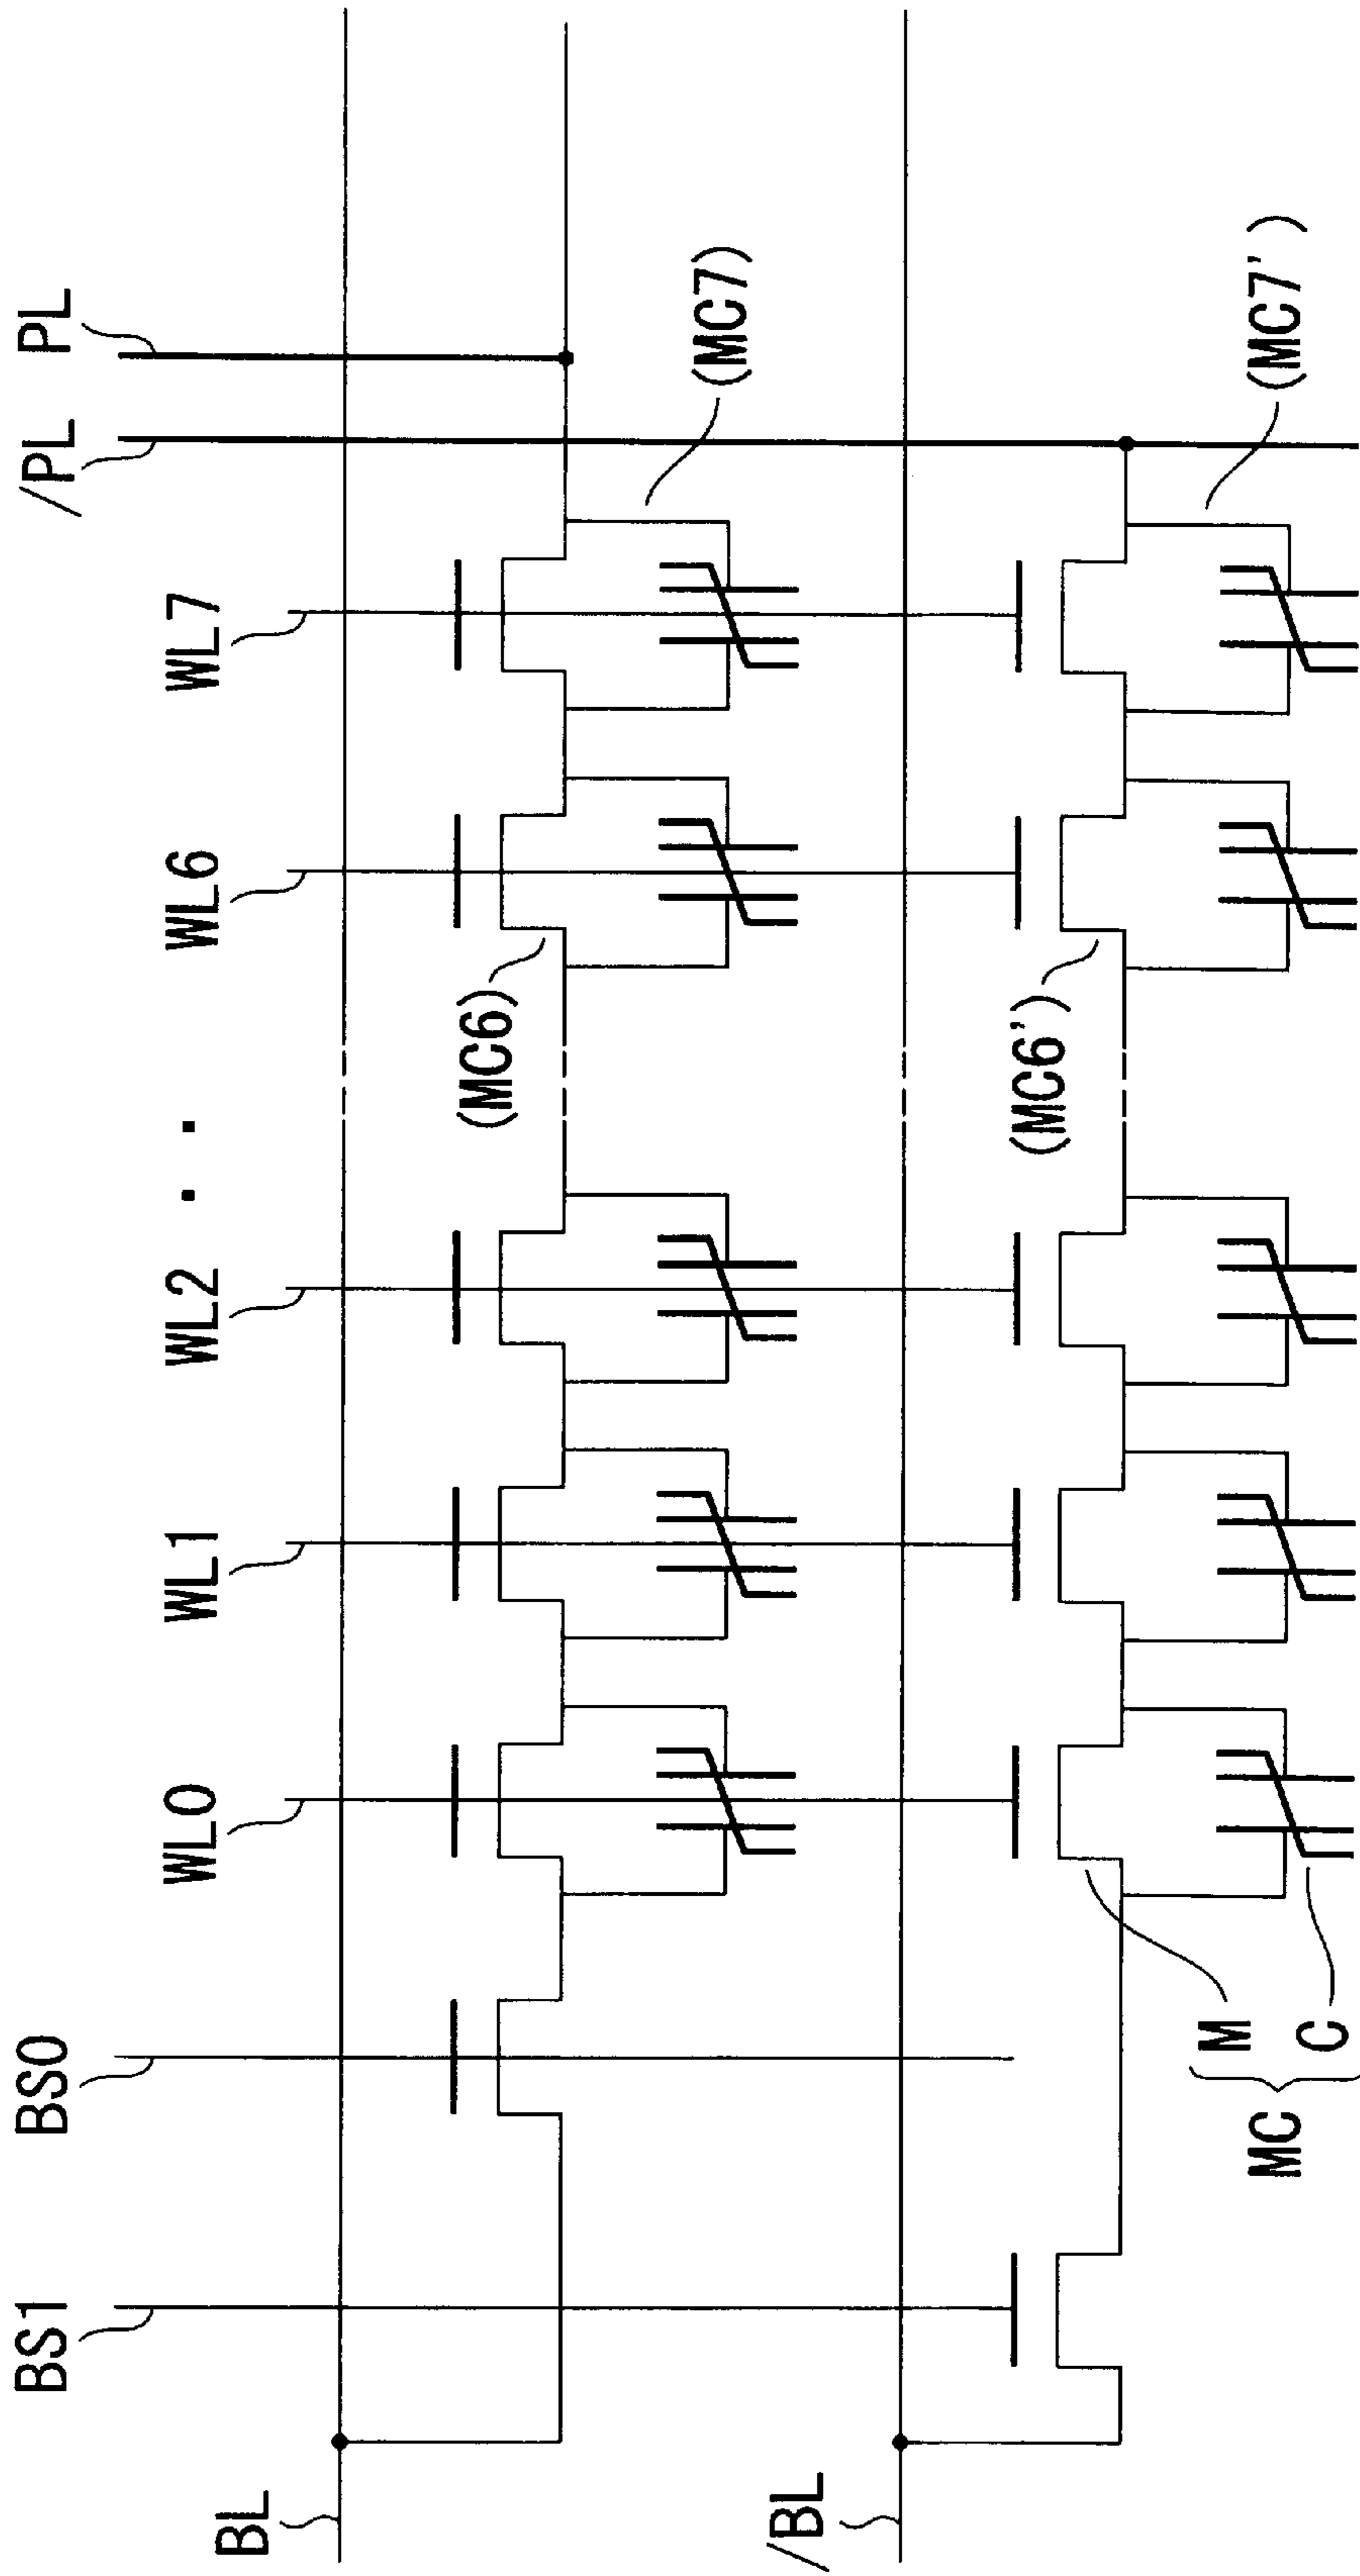 BS1
BS0
WL0
WL1
WL2
· ·
WL6
WL7
/PL
PL
BL
(MC6)
(MC7)
/BL
(MC6')
(MC7')
MC
M
C